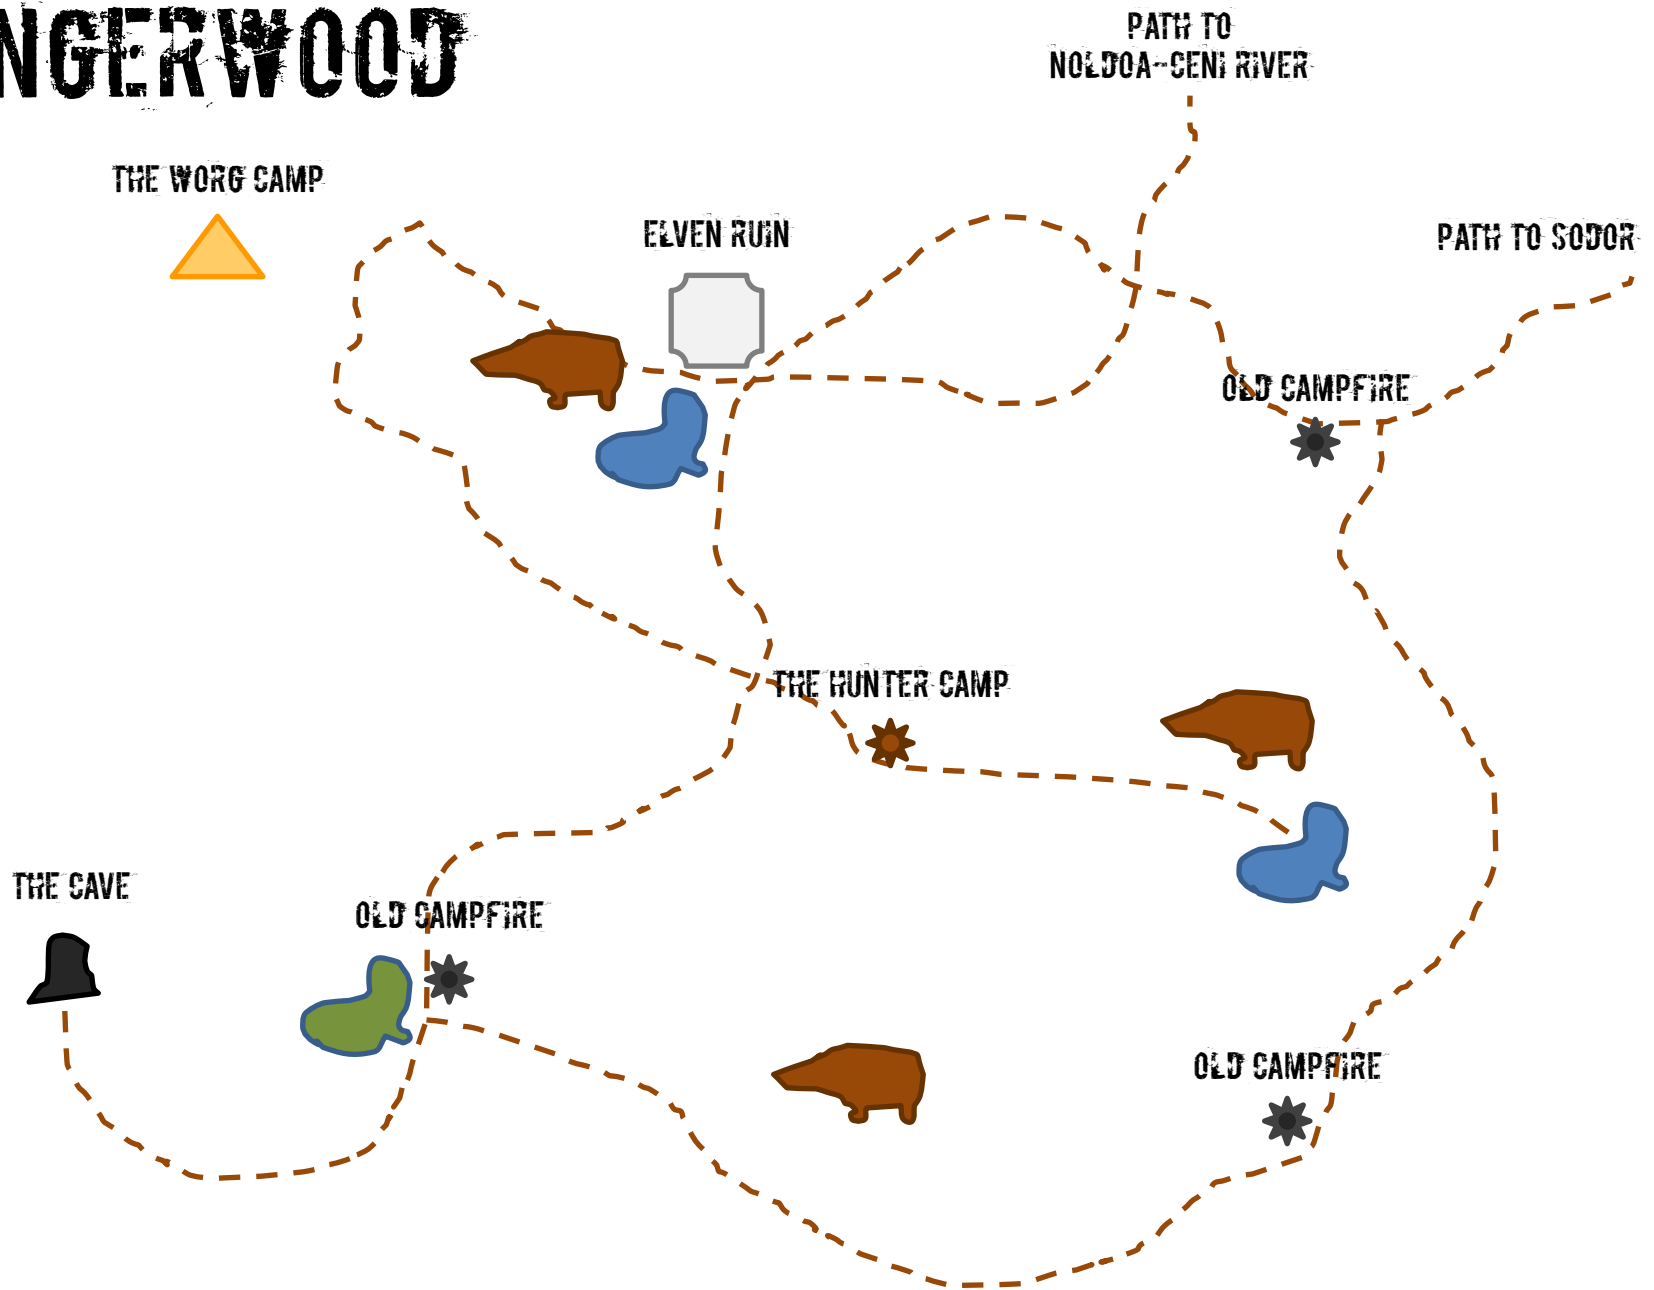 NGERWOOD
PATH TO
NOLDOA-CENI RIVER
THE WORG CAMP
ELVEN RUIN
PATH TO SODOR
OLD CAMPFIRE
THE HUNTER CAMP
THE CAVE
OLD CAMPFIRE
OLD CAMPFIRE